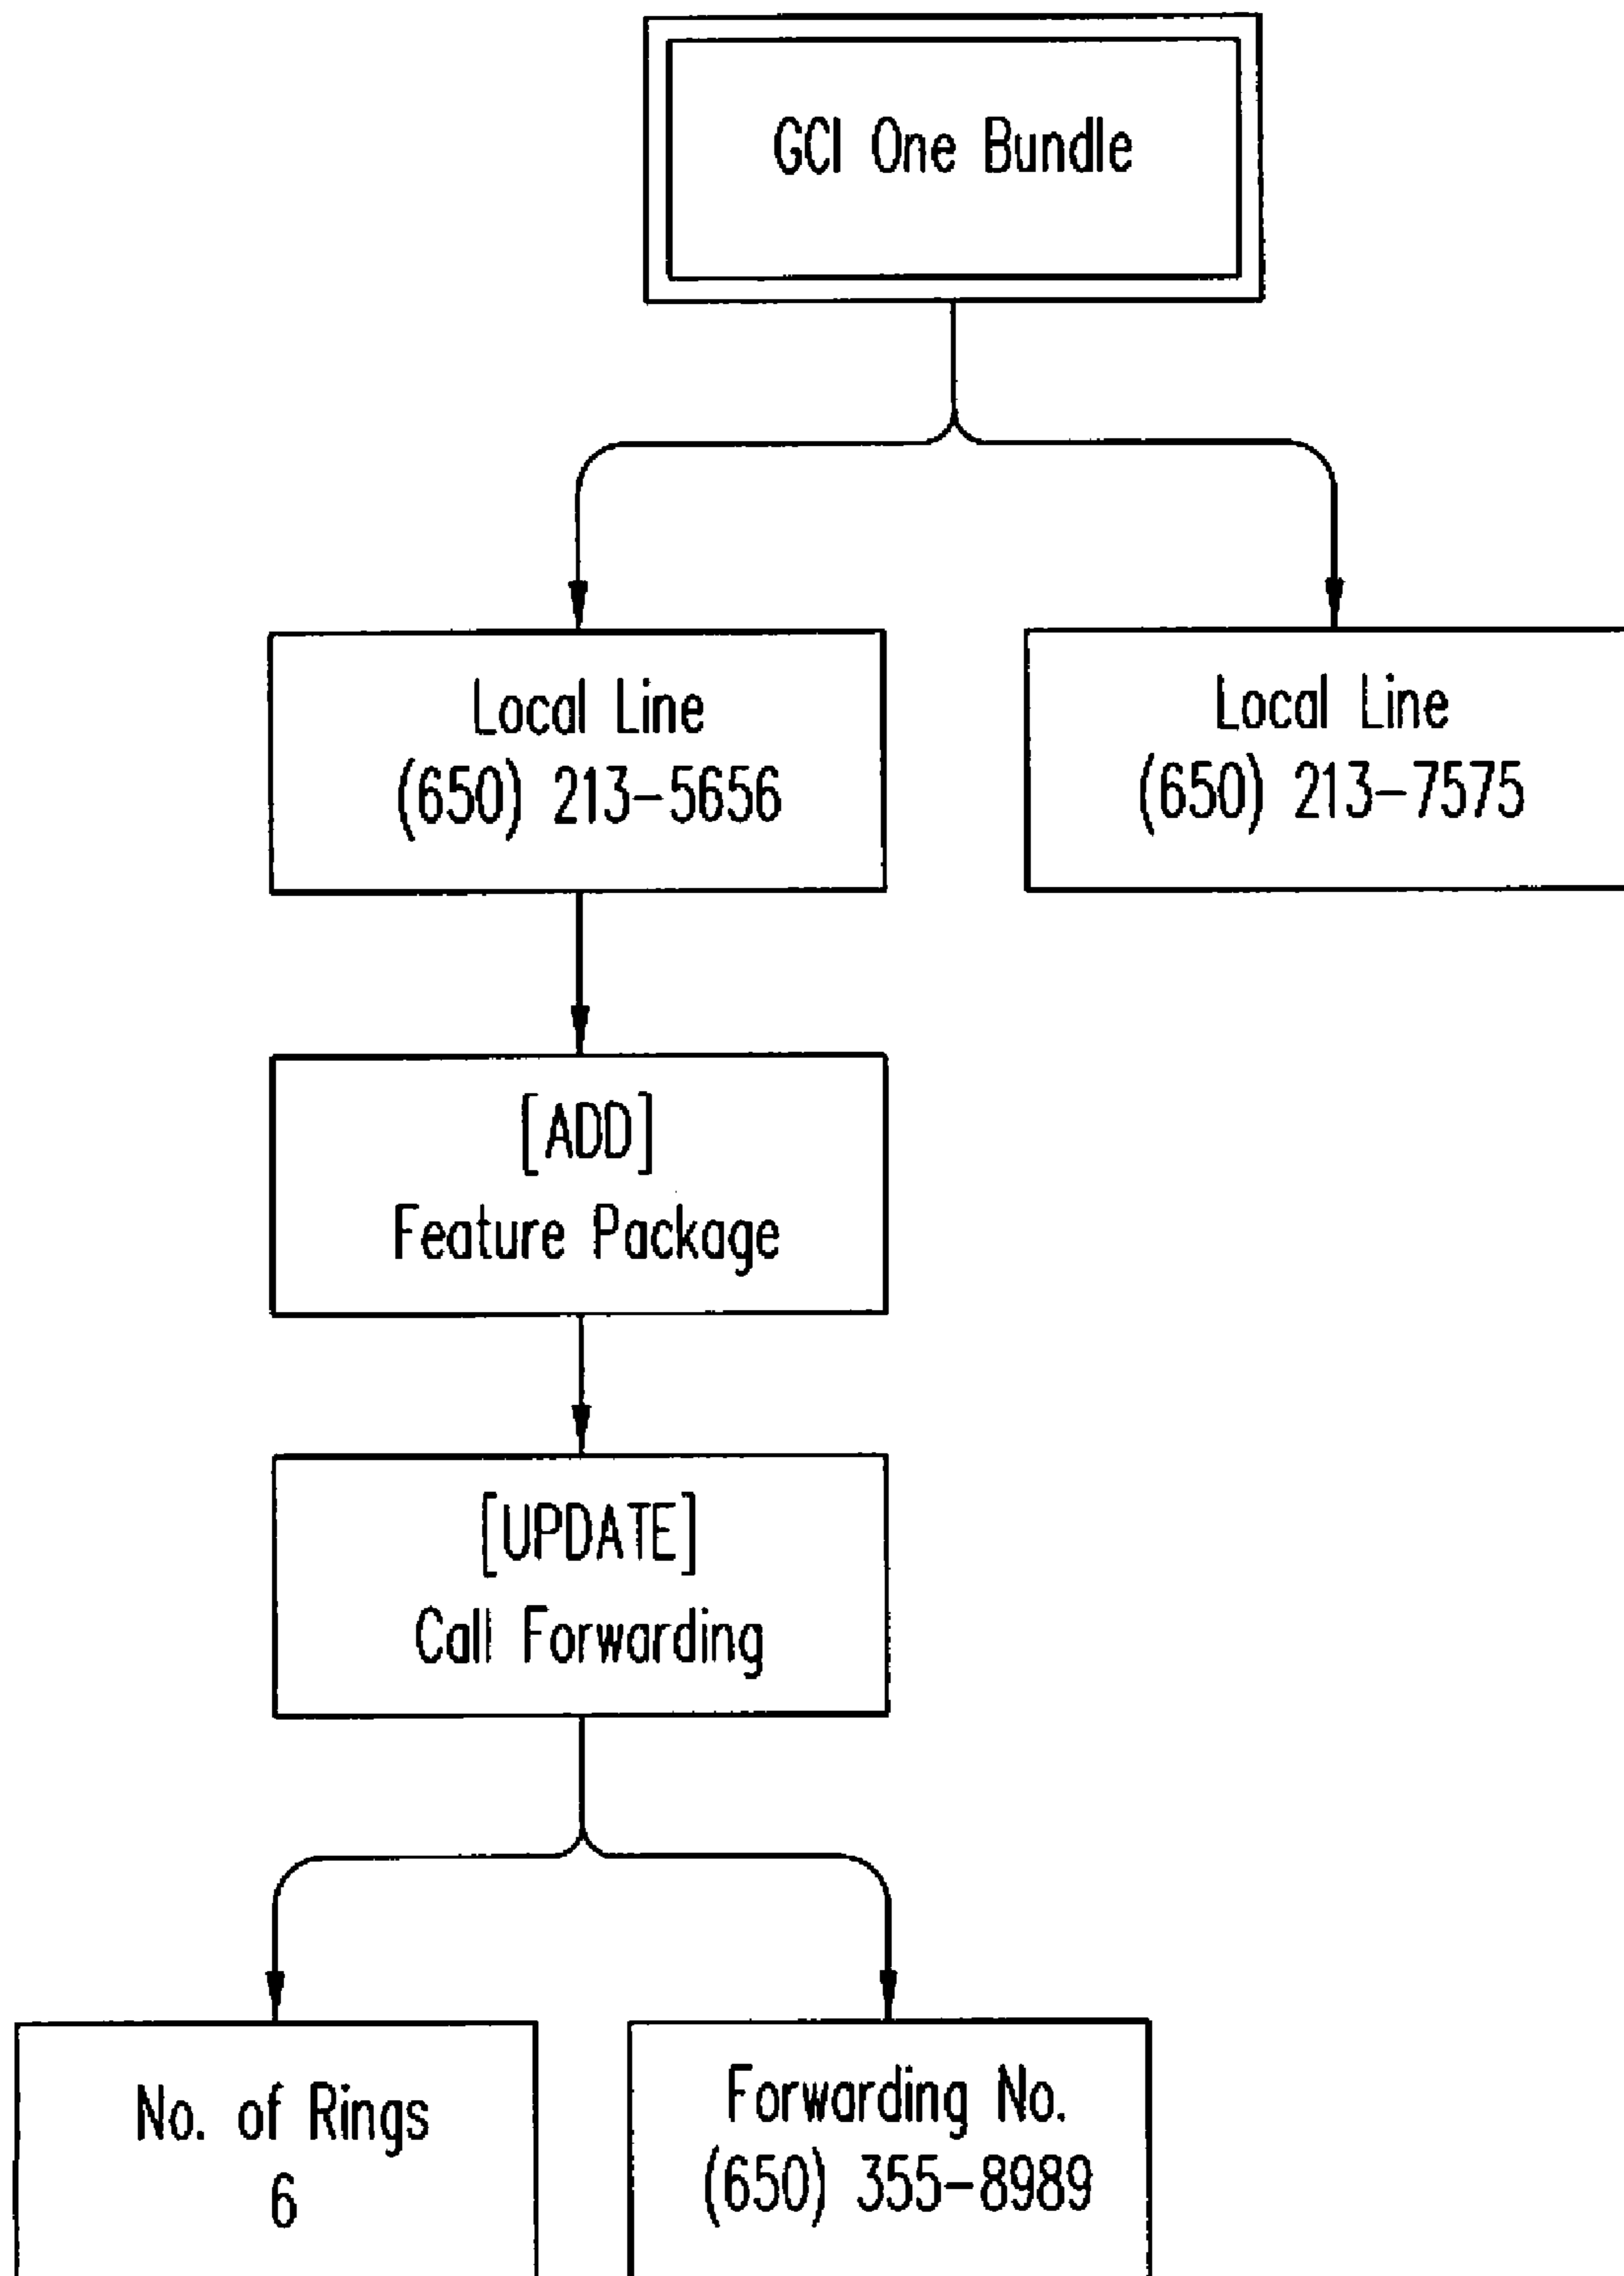 GCI One Bundle
Local Line
(650) 213-5656
Local Line
(650) 213-7575
[ADD]
Feature Package
[UPDATE]
Call Forwarding
No. of Rings
6
Forwarding No.
(650) 355-8989